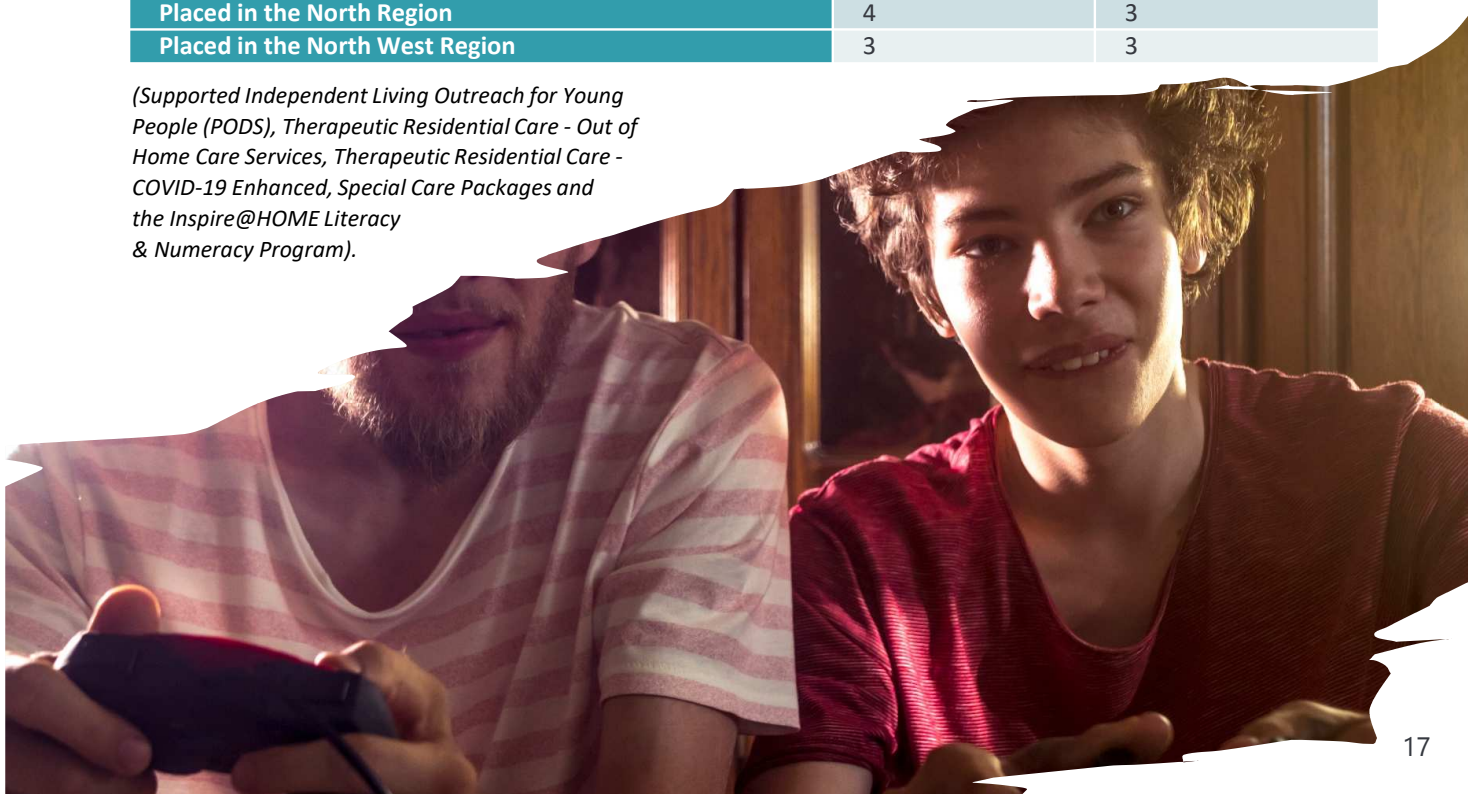 Placed in the North Region 4 3
Placed in the North West Region 3 3
(Supported Independent Living Outreach for Young
People (PODS), Therapeutic Residential Care - Out of
Home Care Services, Therapeutic Residential Care -
COVID-19 Enhanced, Special Care Packages and
the Inspire@HOME Literacy
& Numeracy Program).
17